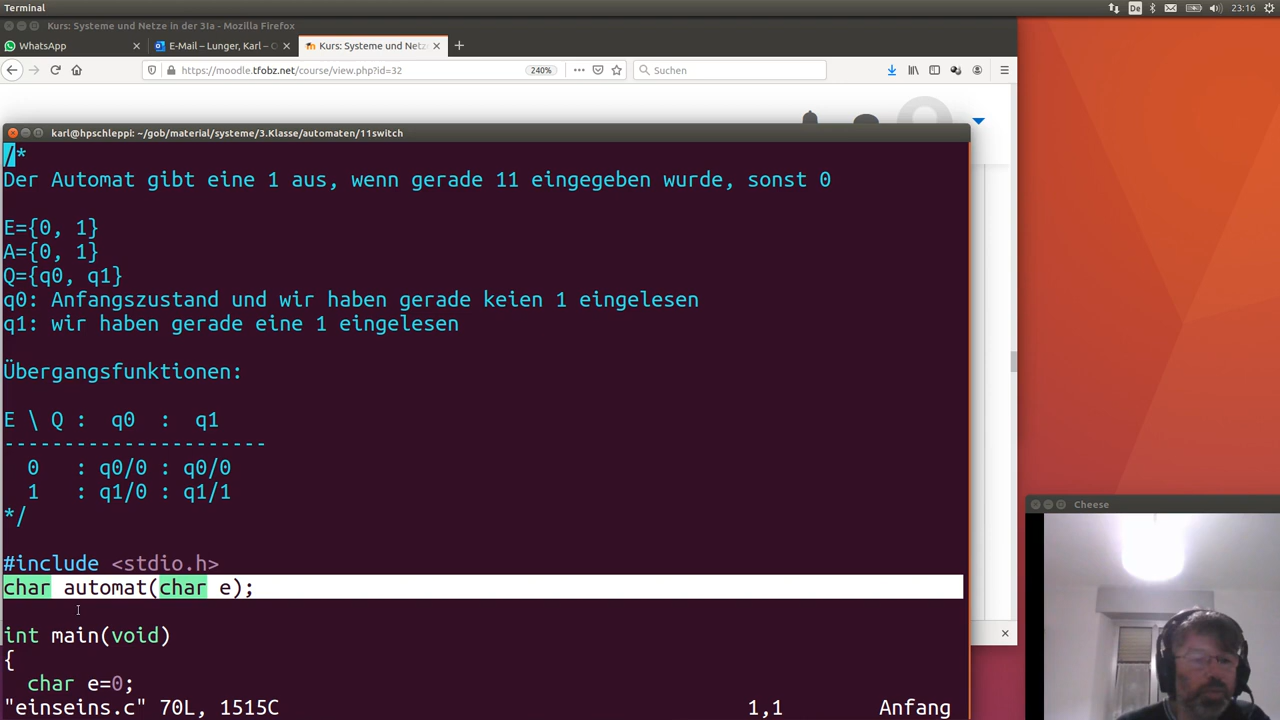 Terminal
De
23:16
Kurs: Systeme und Netze in der 3Ia - Mozilla Firefox
WhatsApp
E-Mail – Lunger, Karl – O
Kurs: Systeme und Netz
https://moodle.tfobz.net/course/view.php?id=32
240%
Suchen
karl@hpschleppi: ~/gob/material/systeme/3.Klasse/automaten/11switch
/*
Der Automat gibt eine 1 aus, wenn gerade 11 eingegeben wurde, sonst 0
E={0, 1}
A={0, 1}
Q={q0, q1}
q0: Anfangszustand und wir haben gerade keien 1 eingelesen
q1: wir haben gerade eine 1 eingelesen
Übergangsfunktionen:
E \ Q :  q0  :  q1
----------------------
0   : q0/0 : q0/0
1   : q1/0 : q1/1
*/
#include <stdio.h>
char automat(char e);
int main(void)
{
char e=0;
"einseins.c" 70L, 1515C
1,1
Anfang
Cheese